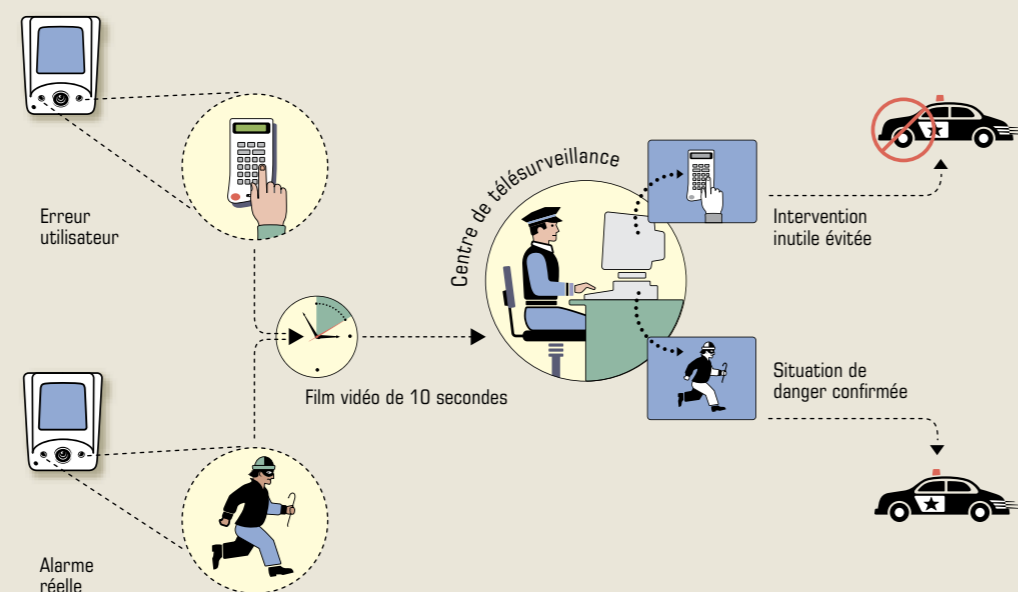 Erreur
utilisateur
Centre de télésurveillance
Intervention
inutile évitée
Film vidéo de 10 secondes
Situation de
danger confirmée
Alarme
réelle